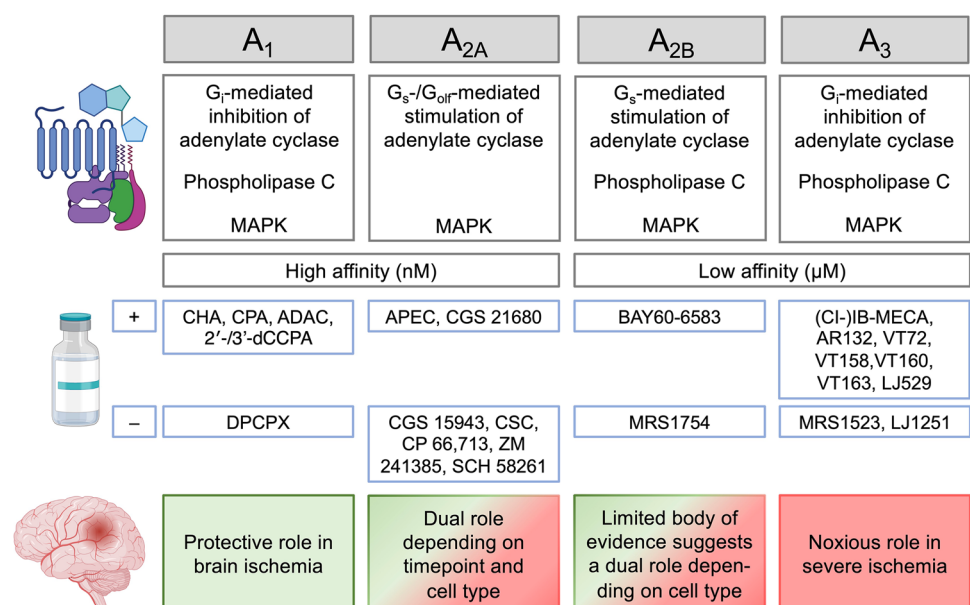 A1
A2A
A2B
A3
Gi-mediated
inhibition of
adenylate cyclase
Phospholipase C
MAPK
Gs-/Golf-mediated
stimulation of
adenylate cyclase
MAPK
Gs-mediated
stimulation of
adenylate cyclase
Phospholipase C
MAPK
Gi-mediated
inhibition of
adenylate cyclase
Phospholipase C
MAPK
High affinity (nM)
Low affinity (µM)
+
CHA, CPA, ADAC,
2′-/3′-dCCPA
APEC, CGS 21680
BAY60-6583
(CI-)IB-MECA,
AR132, VT72,
VT158,VT160,
VT163, LJ529
–
DPCPX
CGS 15943, CSC,
CP 66,713, ZM
241385, SCH 58261
MRS1754
MRS1523, LJ1251
Protective role in
brain ischemia
Dual role
depending on
timepoint and
cell type
Limited body of
evidence suggests
a dual role depen-
ding on cell type
Noxious role in
severe ischemia